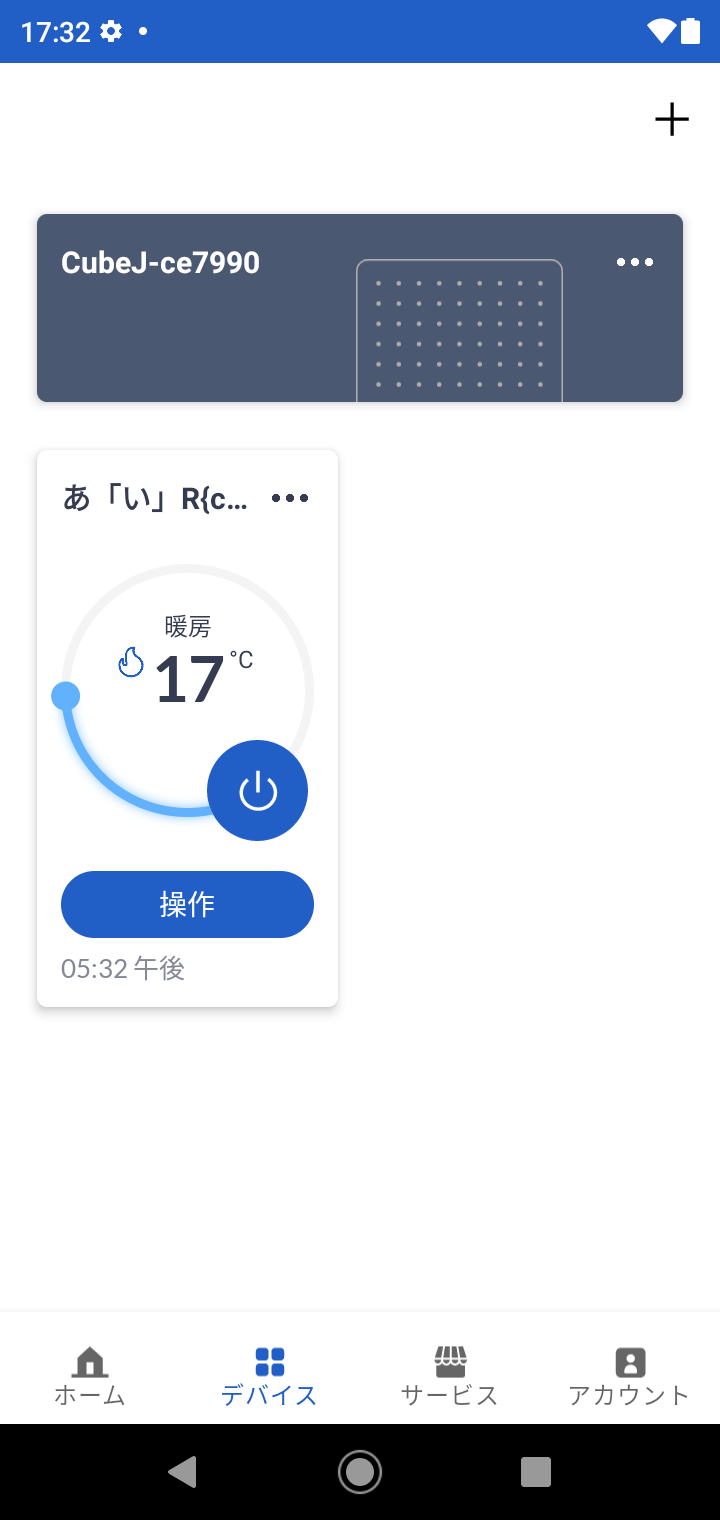 17:32
CubeJ-ce7990
あ「い」R{c...
暖房
17 °C
操作
05:32 午後
ホーム
デバイス
サービス
アカウント